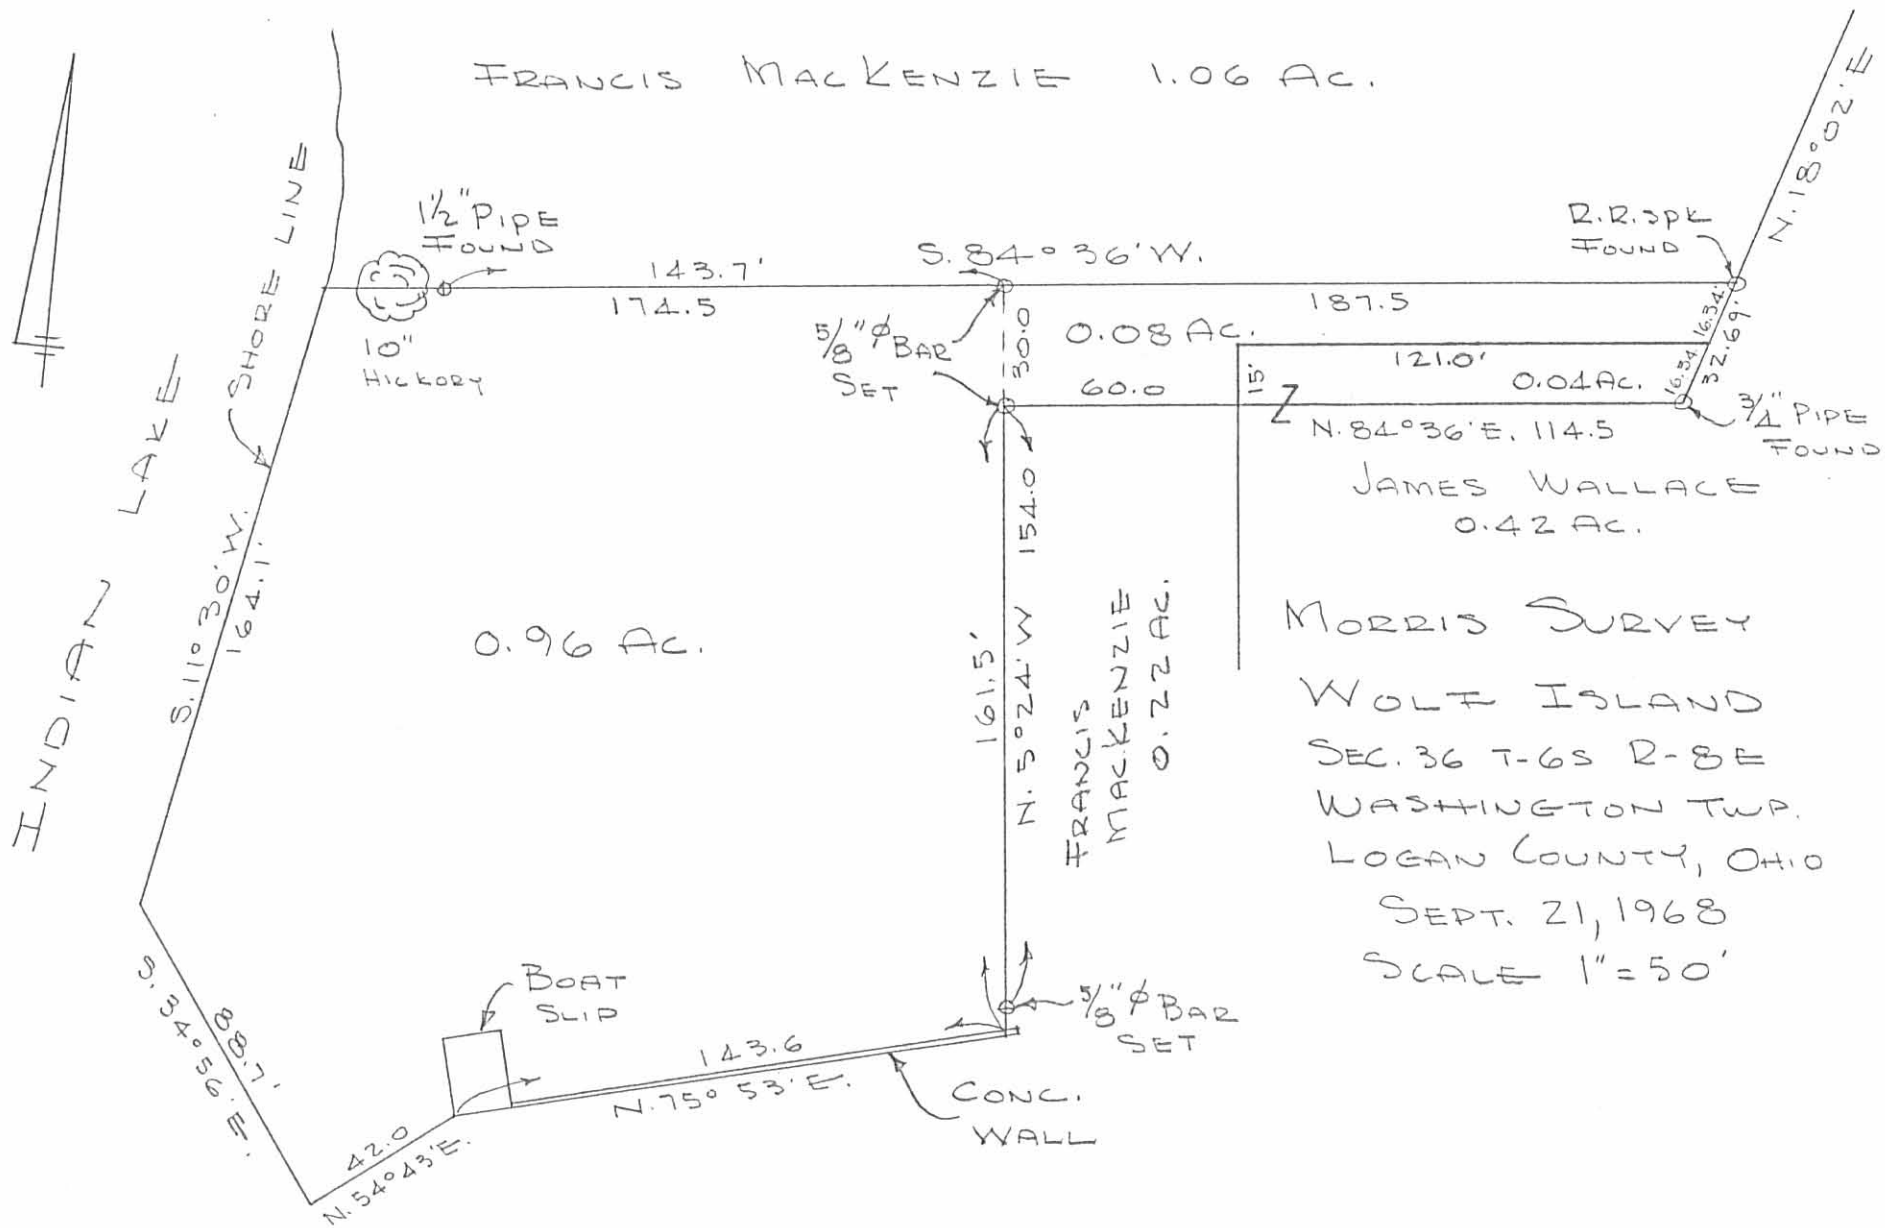 FRANCIS MACKENZIE 1.06 AC.
N. 18° 02' E
SHORE LINE
1½" PIPE
FOUND
R.R. SPK
FOUND
143.7'
S. 84° 36' W.
174.5
187.5
10"
HICKORY
5/8" ϕ BAR
SET
30.0
0.08 AC.
16.34'
32.69'
16.34
121.0'
15'
0.04 AC.
60.0
Z
N. 84° 36' E. 114.5
3/4" PIPE
FOUND
JAMES WALLACE
0.42 AC.
INDIAN LAKE
S. 11° 30' W.
164.1'
0.96 AC.
161.5'
N. 5° 24' W 154.0
FRANCIS
MACKENZIE
0.22 AC.
MORRIS SURVEY
WOLF ISLAND
SEC. 36 T-6S R-8E
WASHINGTON TWP.
LOGAN COUNTY, OHIO
SEPT. 21, 1968
SCALE 1" = 50'
S. 34° 56' E.
88.7'
BOAT
SLIP
5/8" ϕ BAR
SET
143.6
N. 75° 53' E.
CONC.
WALL
42.0
N. 54° 43' E.